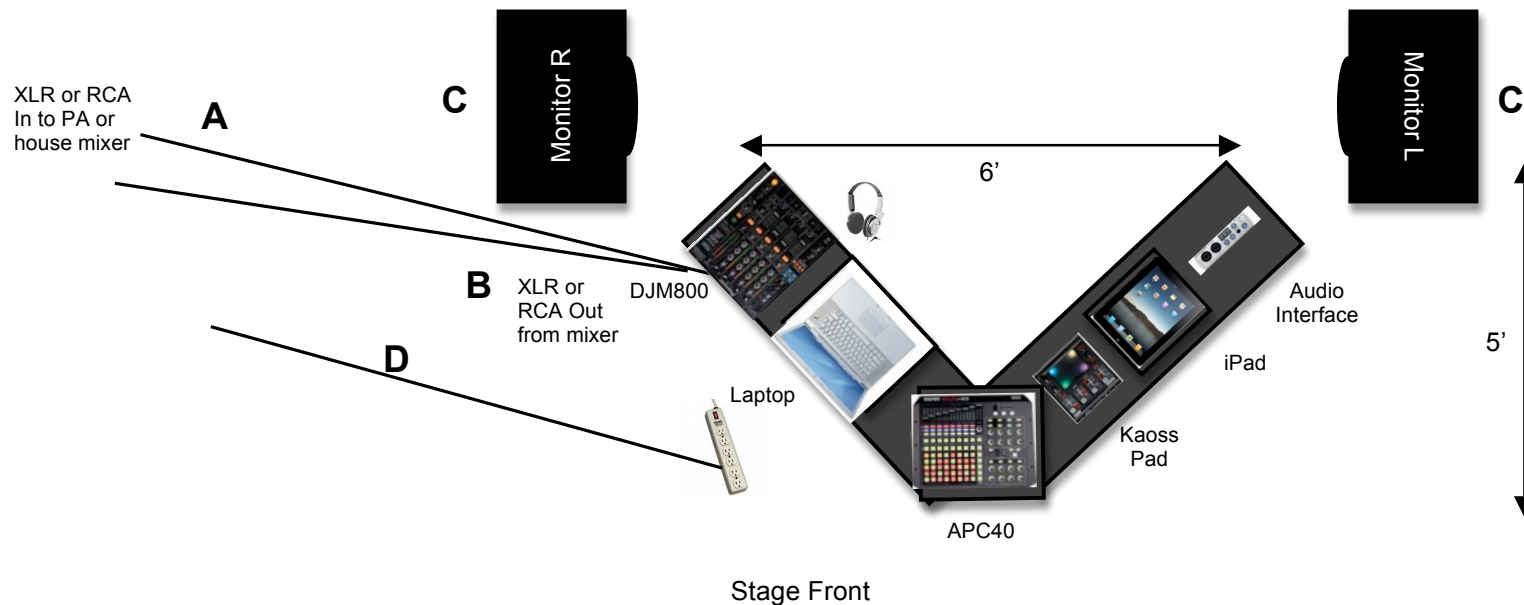 Monitor R
Monitor L
C
C
XLR or RCA
In to PA or
house mixer
A
6’
B
XLR or
RCA Out
from mixer
DJM800
Audio
Interface
5’
iPad
D
Laptop
Kaoss
Pad
APC40
Stage Front